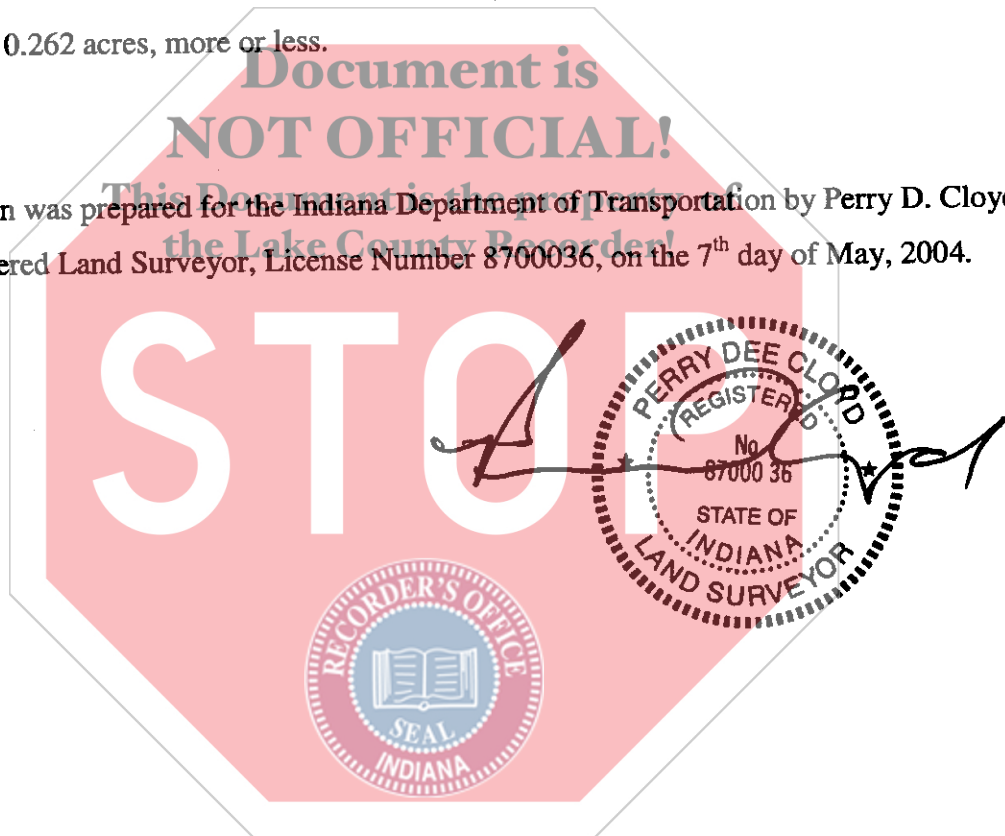 0.262 acres, more or less.
Document is
NOT OFFICIAL!
This Document is the property of
n was prepared for the Indiana Department of Transportation by Perry D. Cloy
the Lake County Recorder!
ered Land Surveyor, License Number 8700036, on the 7th day of May, 2004.
STOP
PERRY DEE CLOYD
REGISTERED
No
87000 36
STATE OF
INDIANA
LAND SURVEYOR
RECORDER'S OFFICE
SEAL
INDIANA